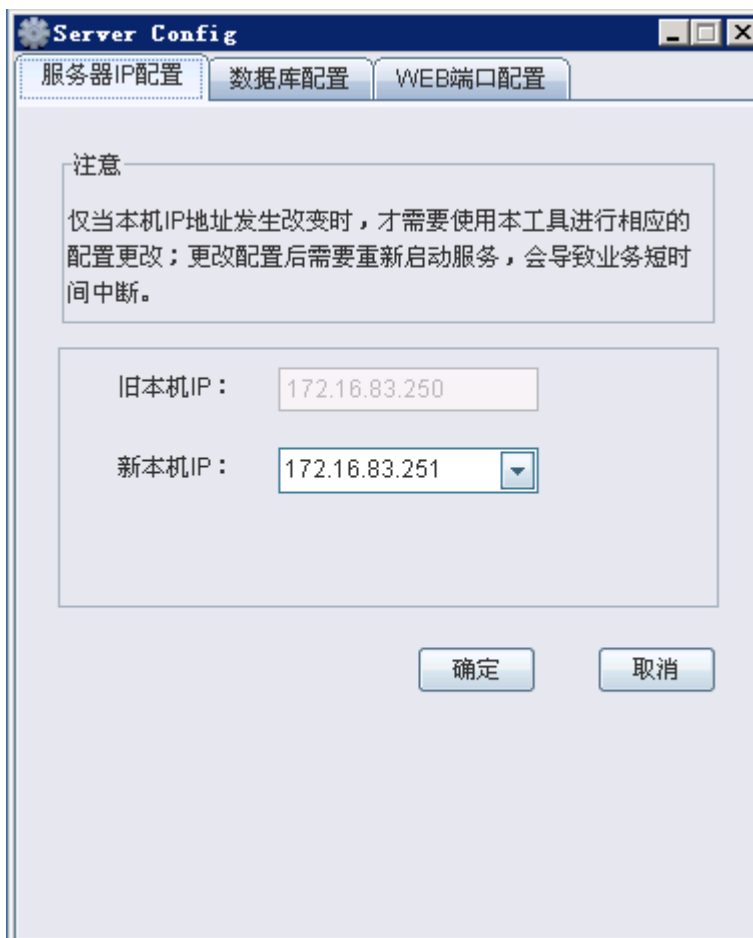 Server Config
服务器IP配置
数据库配置
WEB端口配置
注意
仅当本机IP地址发生改变时，才需要使用本工具进行相应的
配置更改；更改配置后需要重新启动服务，会导致业务短时
间中断。
旧本机IP：
172.16.83.250
新本机IP：
172.16.83.251
确定
取消